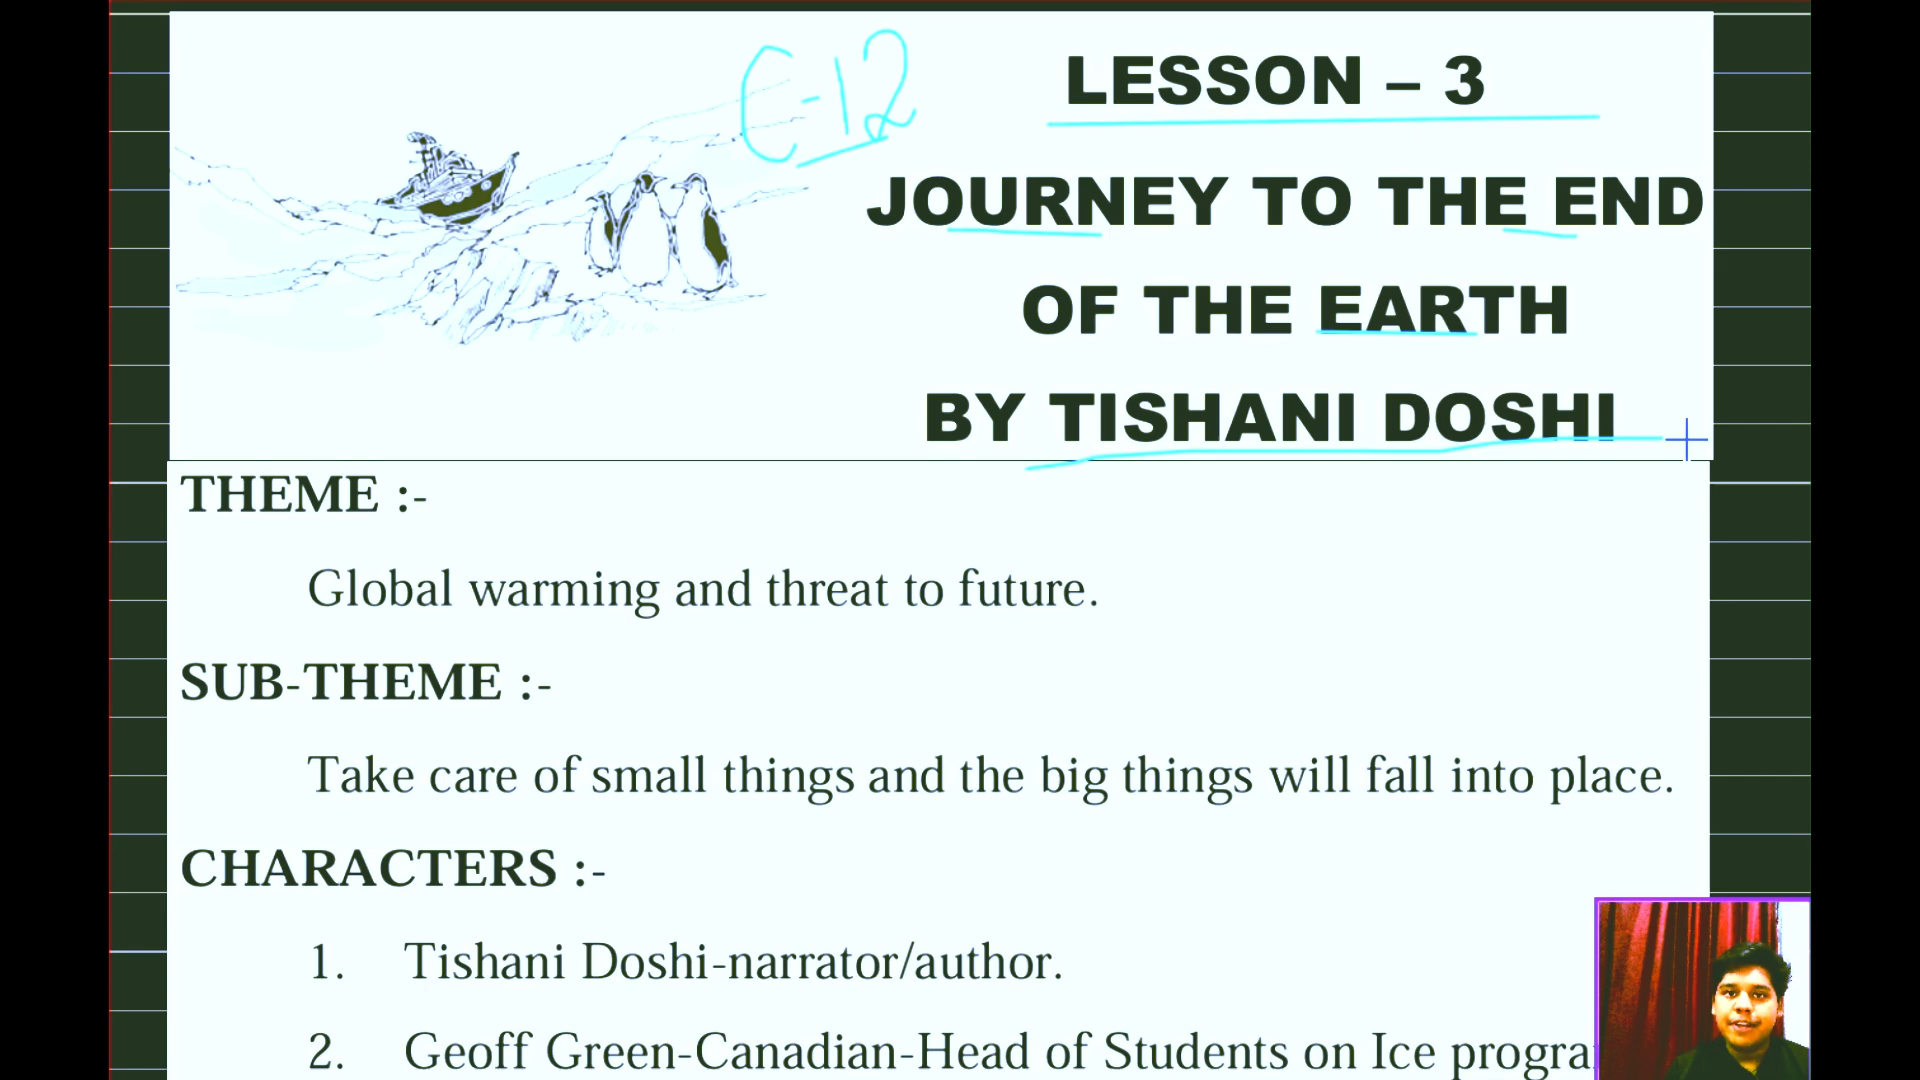 C-12
LESSON – 3
JOURNEY TO THE END
OF THE EARTH
BY TISHANI DOSHI
THEME :-
Global warming and threat to future.
SUB-THEME :-
Take care of small things and the big things will fall into place.
CHARACTERS :-
1. Tishani Doshi-narrator/author.
2. Geoff Green-Canadian-Head of Students on Ice